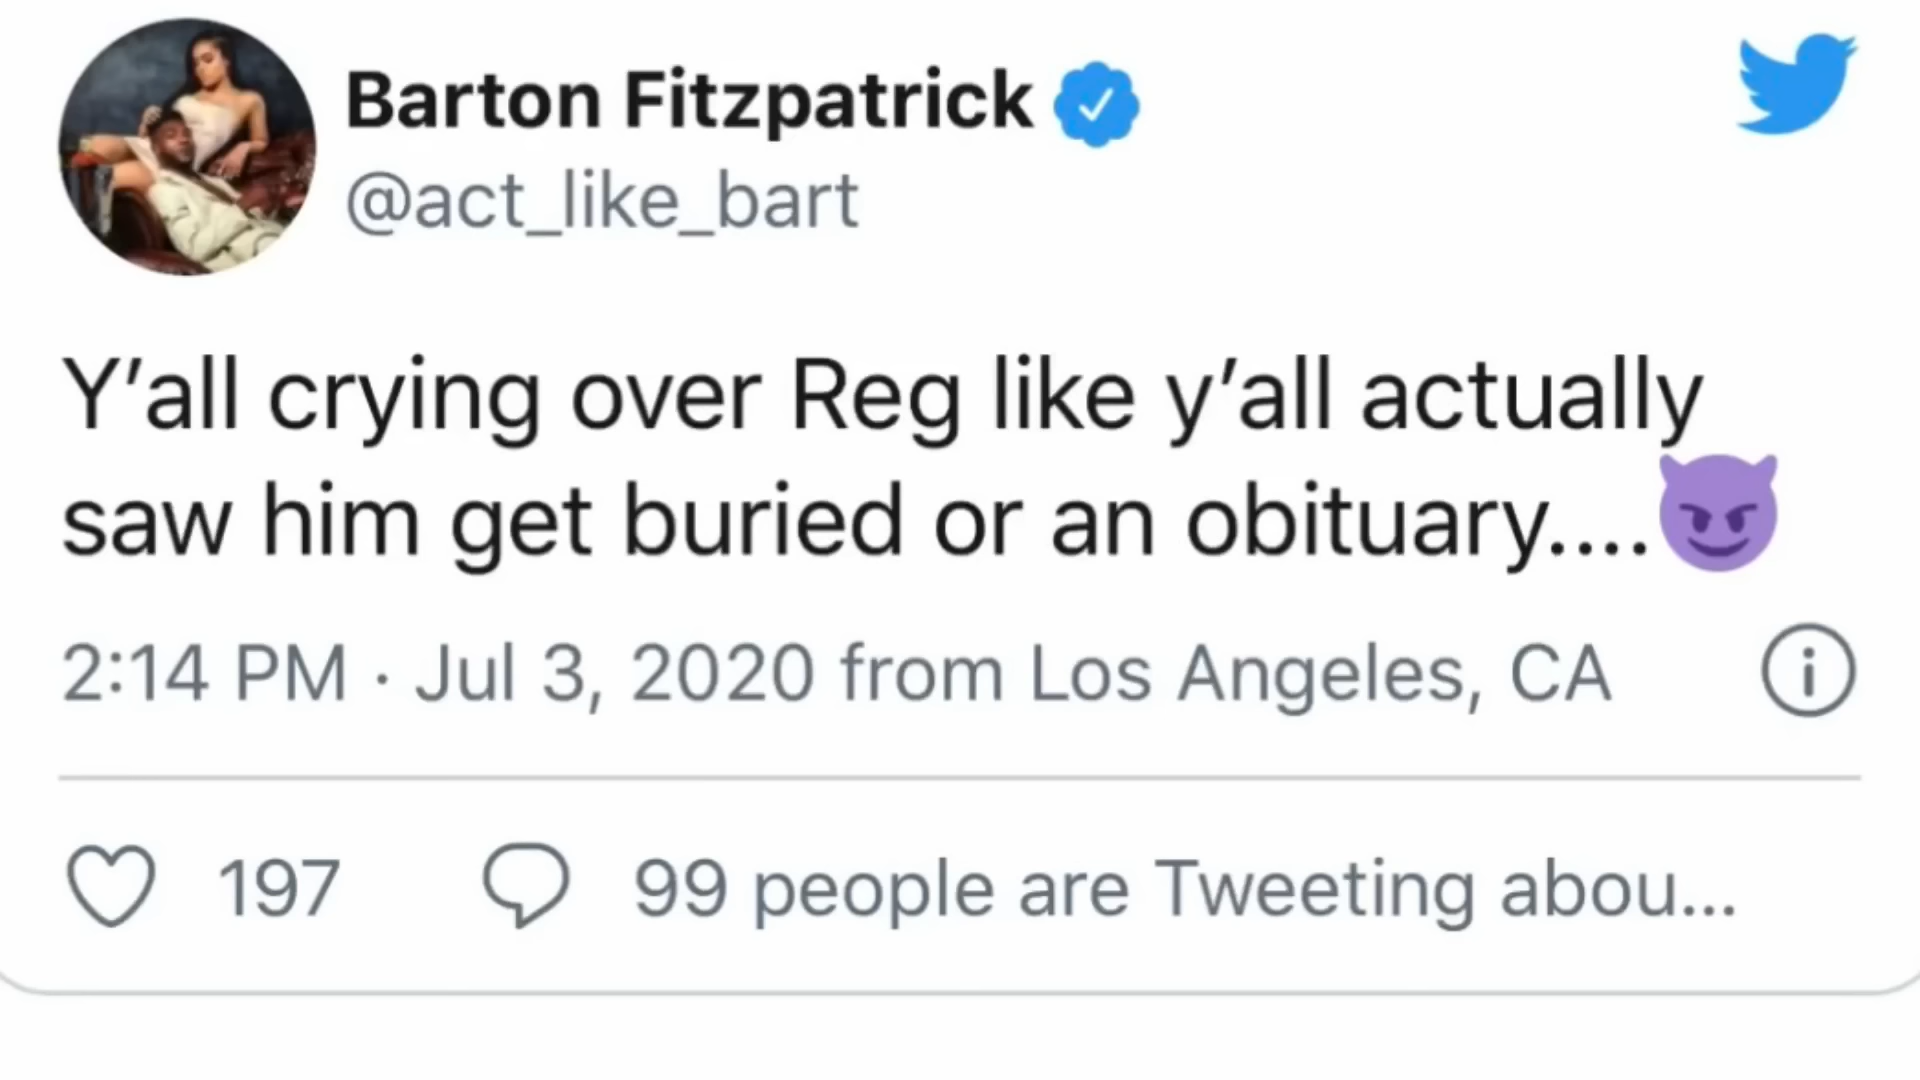 Barton Fitzpatrick
@act_like_bart
Y’all crying over Reg like y’all actually
saw him get buried or an obituary....😈
2:14 PM · Jul 3, 2020 from Los Angeles, CA
197 99 people are Tweeting abou...